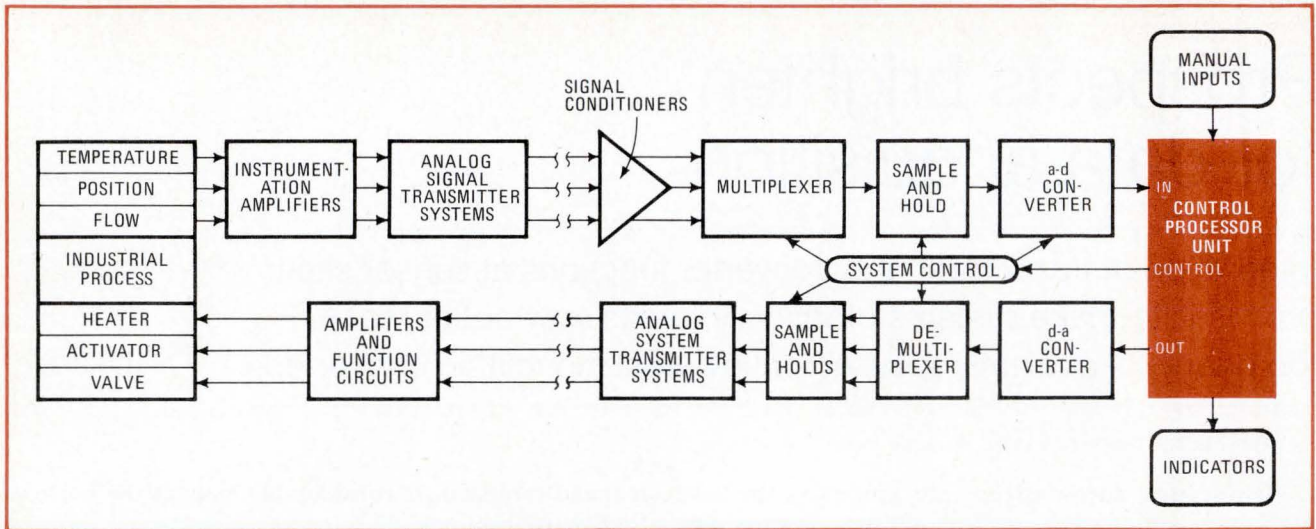 MANUAL
INPUTS
SIGNAL
CONDITIONERS
TEMPERATURE
POSITION
FLOW
INDUSTRIAL
PROCESS
HEATER
ACTIVATOR
VALVE
INSTRUMENT-
ATION
AMPLIFIERS
ANALOG
SIGNAL
TRANSMITTER
SYSTEMS
MULTIPLEXER
SAMPLE
AND
HOLD
a-d
CON-
VERTER
IN
CONTROL
PROCESSOR
UNIT
CONTROL
OUT
SYSTEM CONTROL
AMPLIFIERS
AND
FUNCTION
CIRCUITS
ANALOG
SYSTEM
TRANSMITTER
SYSTEMS
SAMPLE
AND
HOLDS
DE-
MULTI-
PLEXER
d-a
CON-
VERTER
INDICATORS